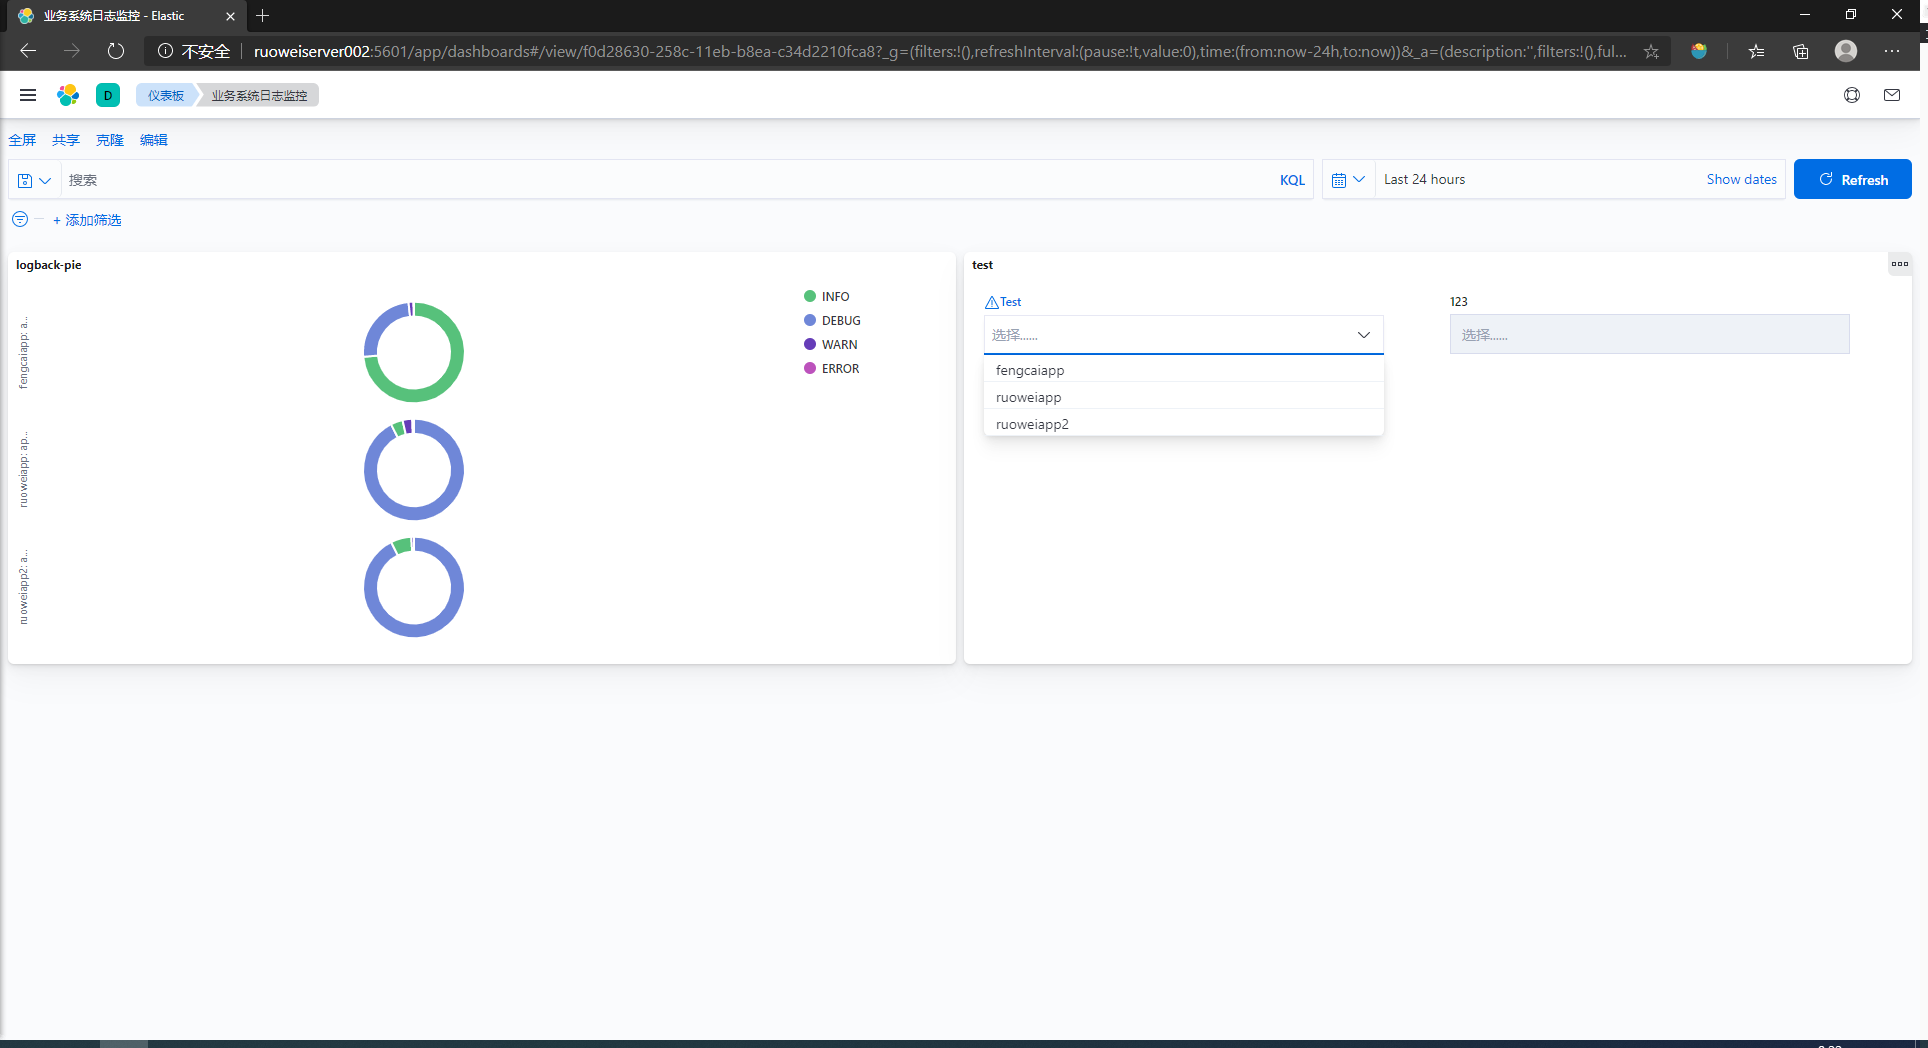 业务系统日志监控 - Elastic
不安全
ruoweiserver002:5601/app/dashboards#/view/f0d28630-258c-11eb-b8ea-c34d2210fca8?_g=(filters:!(),refreshInterval:(pause:!t,value:0),time:(from:now-24h,to:now))&_a=(description:'',filters:!(),ful...
D
仪表板
业务系统日志监控
全屏 共享 克隆 编辑
搜索
KQL
Last 24 hours
Show dates
Refresh
+ 添加筛选
logback-pie
fengcaiapp: a...
ruoweiapp: ap...
ruoweiapp2: a...
INFO
DEBUG
WARN
ERROR
test
Test
选择......
fengcaiapp
ruoweiapp
ruoweiapp2
123
选择......